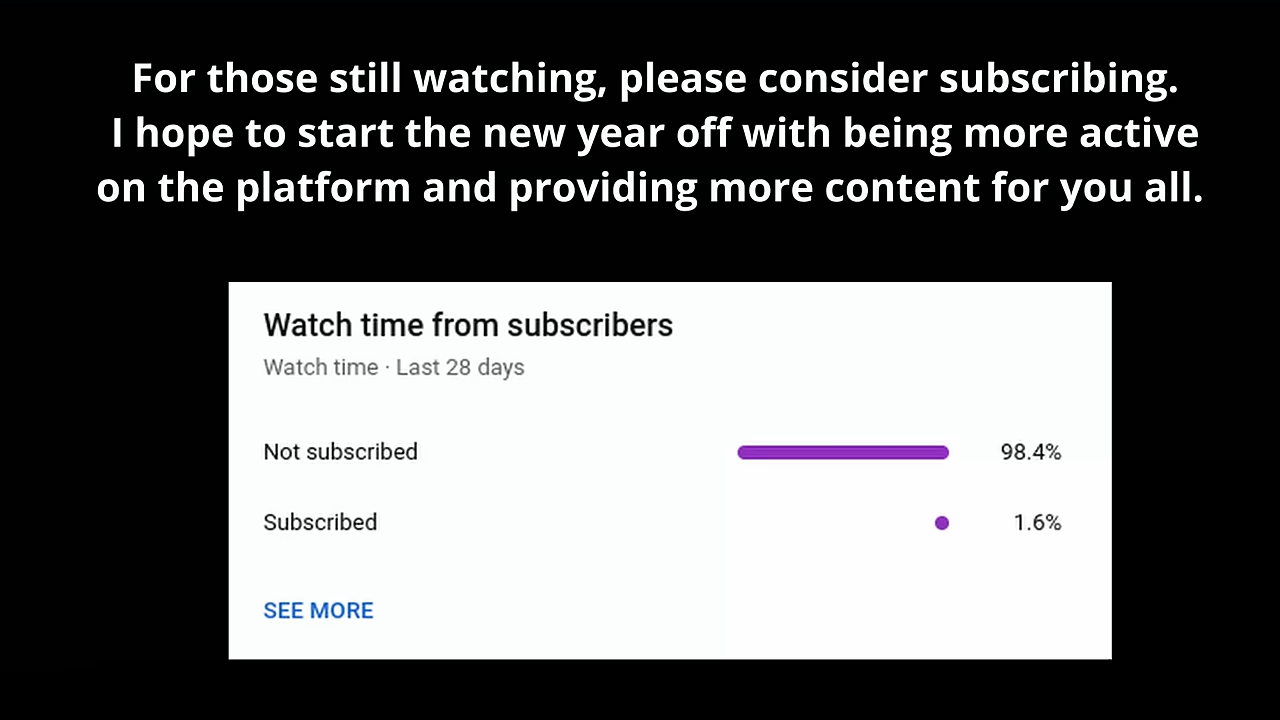 For those still watching, please consider subscribing.
I hope to start the new year off with being more active
on the platform and providing more content for you all.
Watch time from subscribers
Watch time · Last 28 days
Not subscribed 98.4%
Subscribed 1.6%
SEE MORE